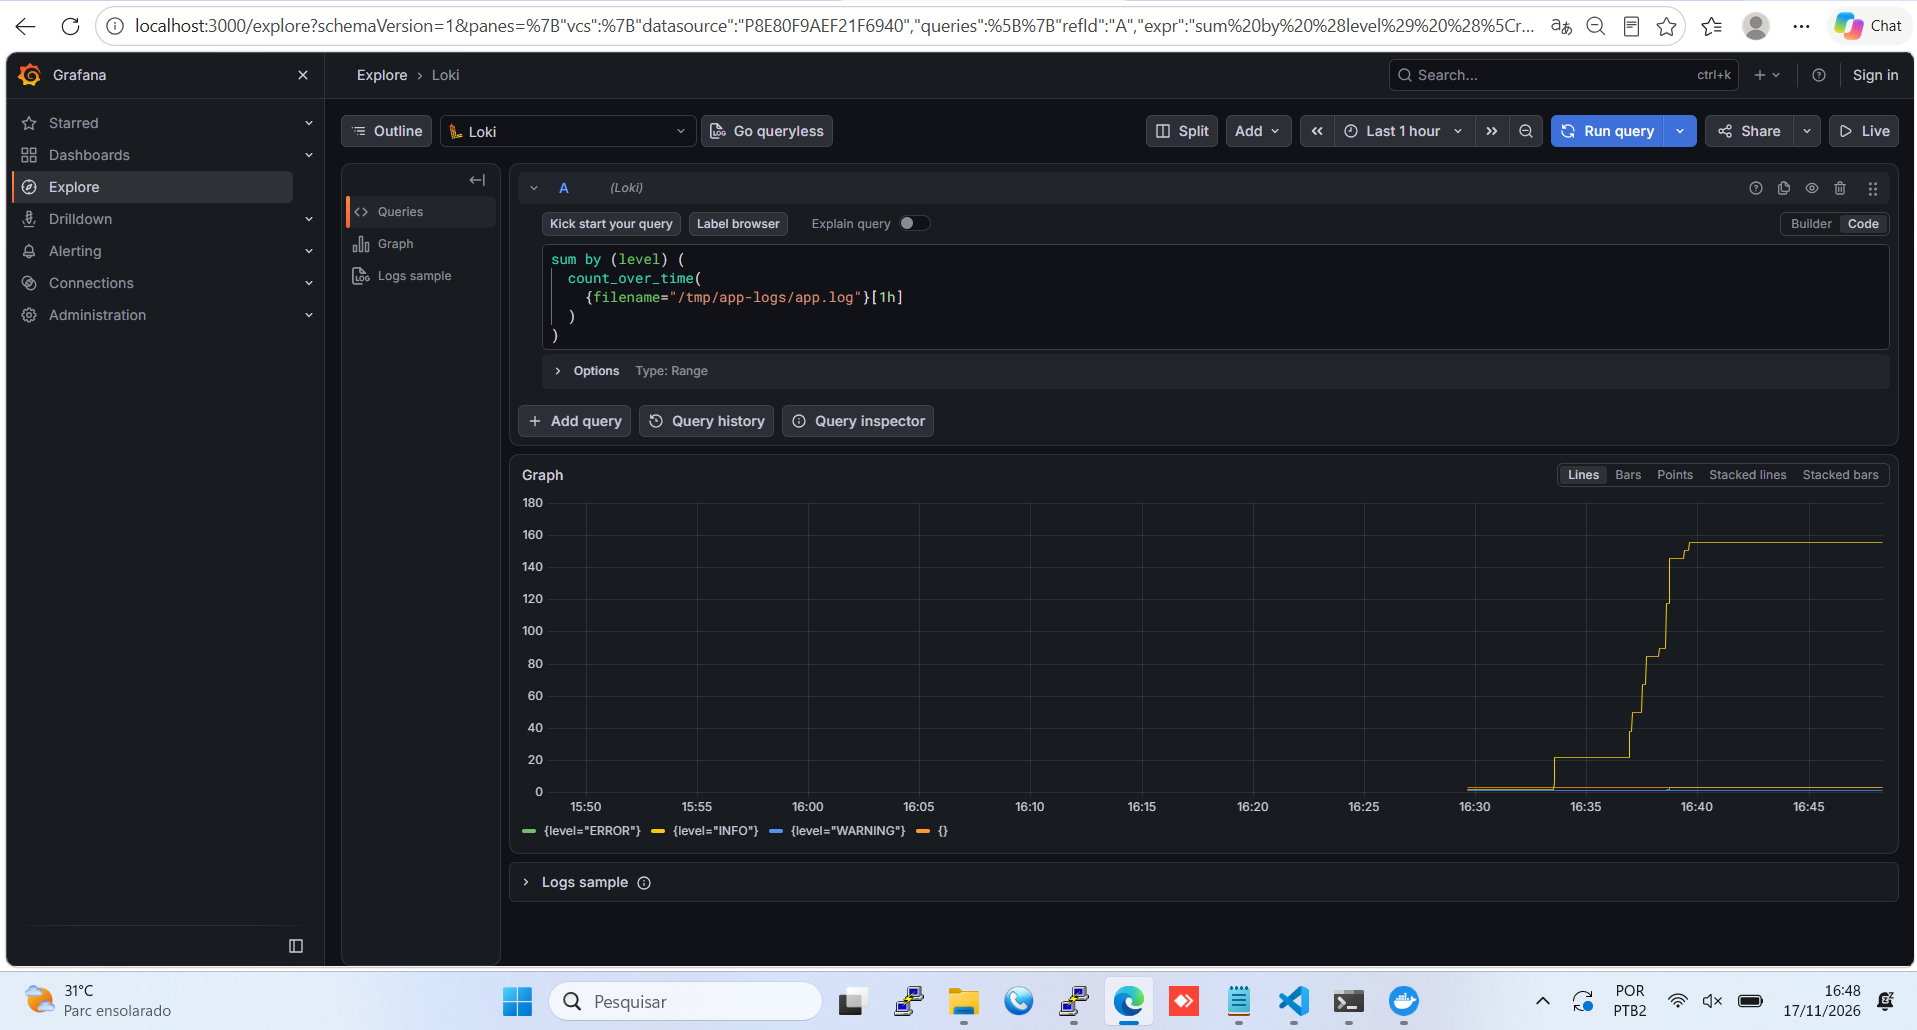 localhost:3000/explore?schemaVersion=1&panes=%7B"vcs":%7B"datasource":"P8E80F9AEF21F6940","queries":%5B%7B"refId":"A","expr":"sum%20by%20%28level%29%20%28%5Cr...
Chat
Grafana
Explore › Loki
Search... ctrl+k
Sign in
Starred
Dashboards
Explore
Drilldown
Alerting
Connections
Administration
Outline
Loki
Go queryless
Split
Add
Last 1 hour
Run query
Share
Live
Queries
Graph
Logs sample
A (Loki)
Kick start your query
Label browser
Explain query
Builder
Code
sum by (level) (
count_over_time(
{filename="/tmp/app-logs/app.log"}[1h]
)
)
Options Type: Range
+ Add query
Query history
Query inspector
Graph
Lines Bars Points Stacked lines Stacked bars
180
160
140
120
100
80
60
40
20
0
15:50 15:55 16:00 16:05 16:10 16:15 16:20 16:25 16:30 16:35 16:40 16:45
{level="ERROR"} {level="INFO"} {level="WARNING"} {}
Logs sample
31°C
Parc ensolarado
Pesquisar
POR
PTB2
16:48
17/11/2026